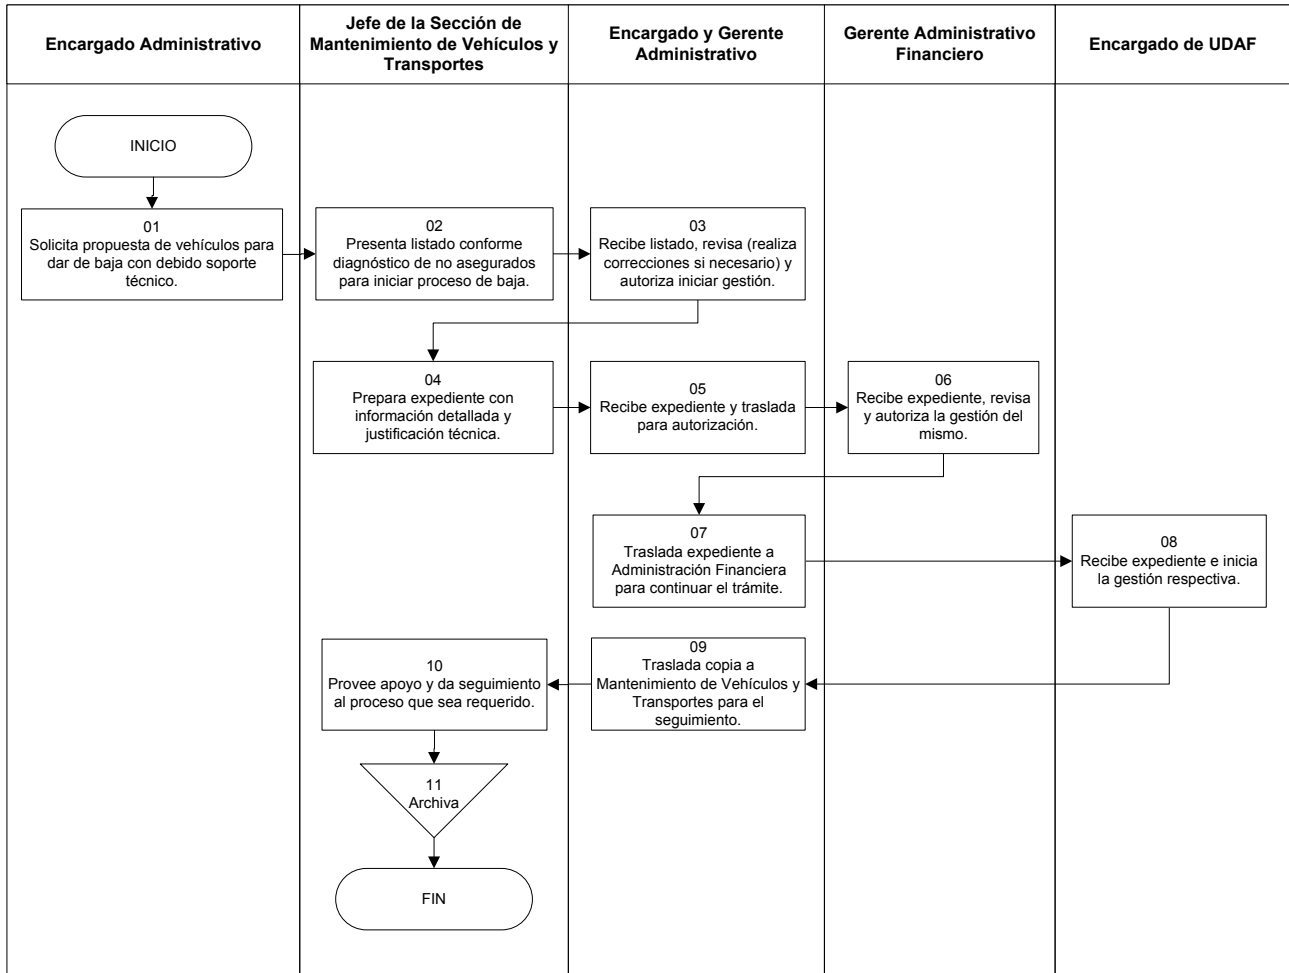 Encargado Administrativo
Jefe de la Sección de
Mantenimiento de Vehículos y
Transportes
Encargado y Gerente
Administrativo
Gerente Administrativo
Financiero
Encargado de UDAF
INICIO
01
Solicita propuesta de vehículos para
dar de baja con debido soporte
técnico.
02
Presenta listado conforme
diagnóstico de no asegurados
para iniciar proceso de baja.
03
Recibe listado, revisa (realiza
correcciones si necesario) y
autoriza iniciar gestión.
04
Prepara expediente con
información detallada y
justificación técnica.
05
Recibe expediente y traslada
para autorización.
06
Recibe expediente, revisa
y autoriza la gestión del
mismo.
07
Traslada expediente a
Administración Financiera
para continuar el trámite.
08
Recibe expediente e inicia
la gestión respectiva.
09
Traslada copia a
Mantenimiento de Vehículos y
Transportes para el
seguimiento.
10
Provee apoyo y da seguimiento
al proceso que sea requerido.
11
Archiva
FIN